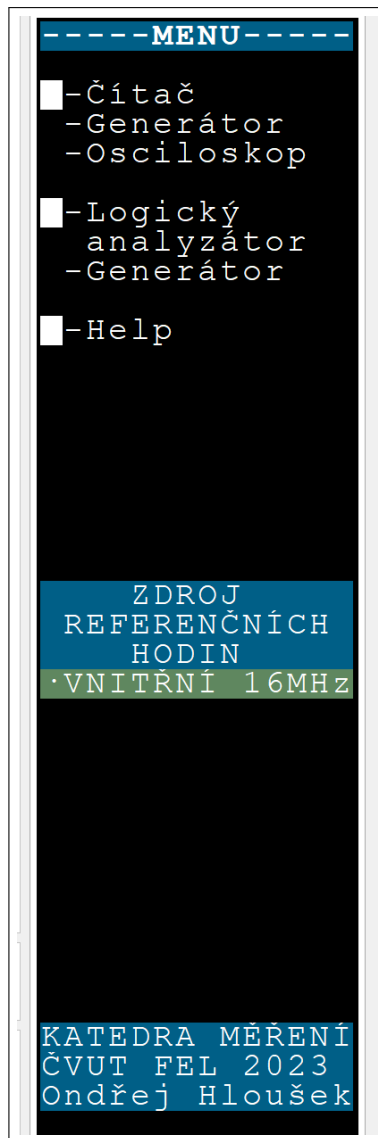 -----MENU-----
-Čítač
-Generátor
-Osciloskop
-Logický
analyzátor
-Generátor
-Help
ZDROJ
REFERENČNÍCH
HODIN
·VNITŘNÍ 16MHz
KATEDRA MĚŘENÍ
ČVUT FEL 2023
Ondřej Hloušek